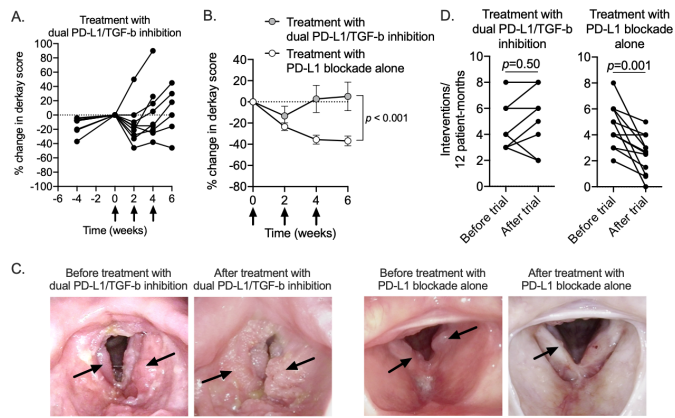 A.
Treatment with
dual PD-L1/TGF-b inhibition
% change in derkay score
100
80
60
40
20
0
-20
-40
-60
-80
-100
-6 -4 -2 0 2 4 6
Time (weeks)
B.
Treatment with
dual PD-L1/TGF-b inhibition
Treatment with
PD-L1 blockade alone
% change in derkay score
40
20
0
-20
-40
-60
-80
p < 0.001
0 2 4 6
Time (weeks)
D.
Treatment with
dual PD-L1/TGF-b
inhibition
Interventions/
12 patient-months
10
8
6
4
2
0
p=0.50
Before trial
After trial
Treatment with
PD-L1 blockade
alone
10
8
6
4
2
0
p=0.001
Before trial
After trial
C.
Before treatment with
dual PD-L1/TGF-b inhibition
After treatment with
dual PD-L1/TGF-b inhibition
Before treatment with
PD-L1 blockade alone
After treatment with
PD-L1 blockade alone